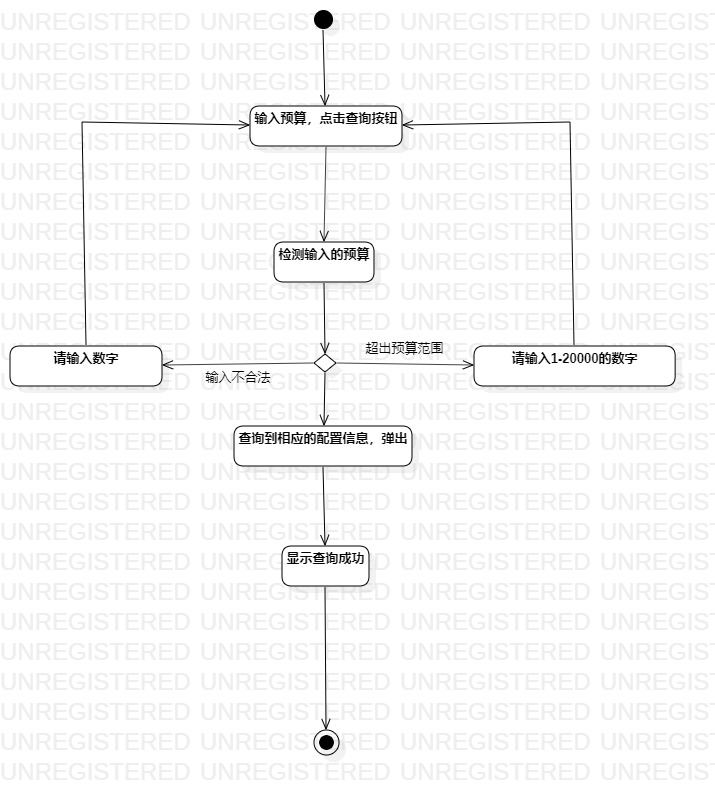 输入预算，点击查询按钮
检测输入的预算
超出预算范围
请输入数字
请输入1-20000的数字
输入不合法
查询到相应的配置信息，弹出
显示查询成功
UNREGISTERED